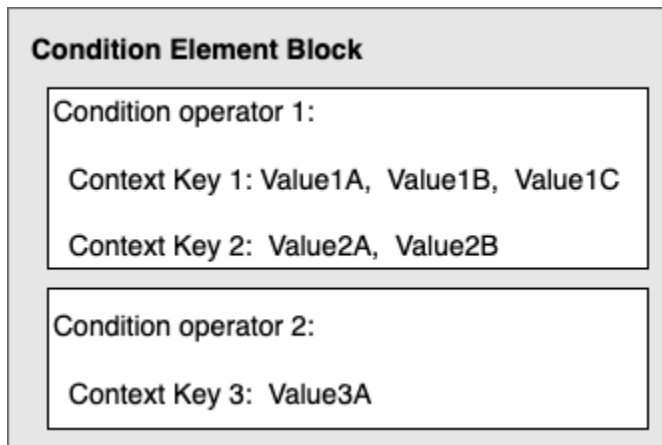 Condition Element Block
Condition operator 1:
Context Key 1: Value1A, Value1B, Value1C
Context Key 2: Value2A, Value2B
Condition operator 2:
Context Key 3: Value3A